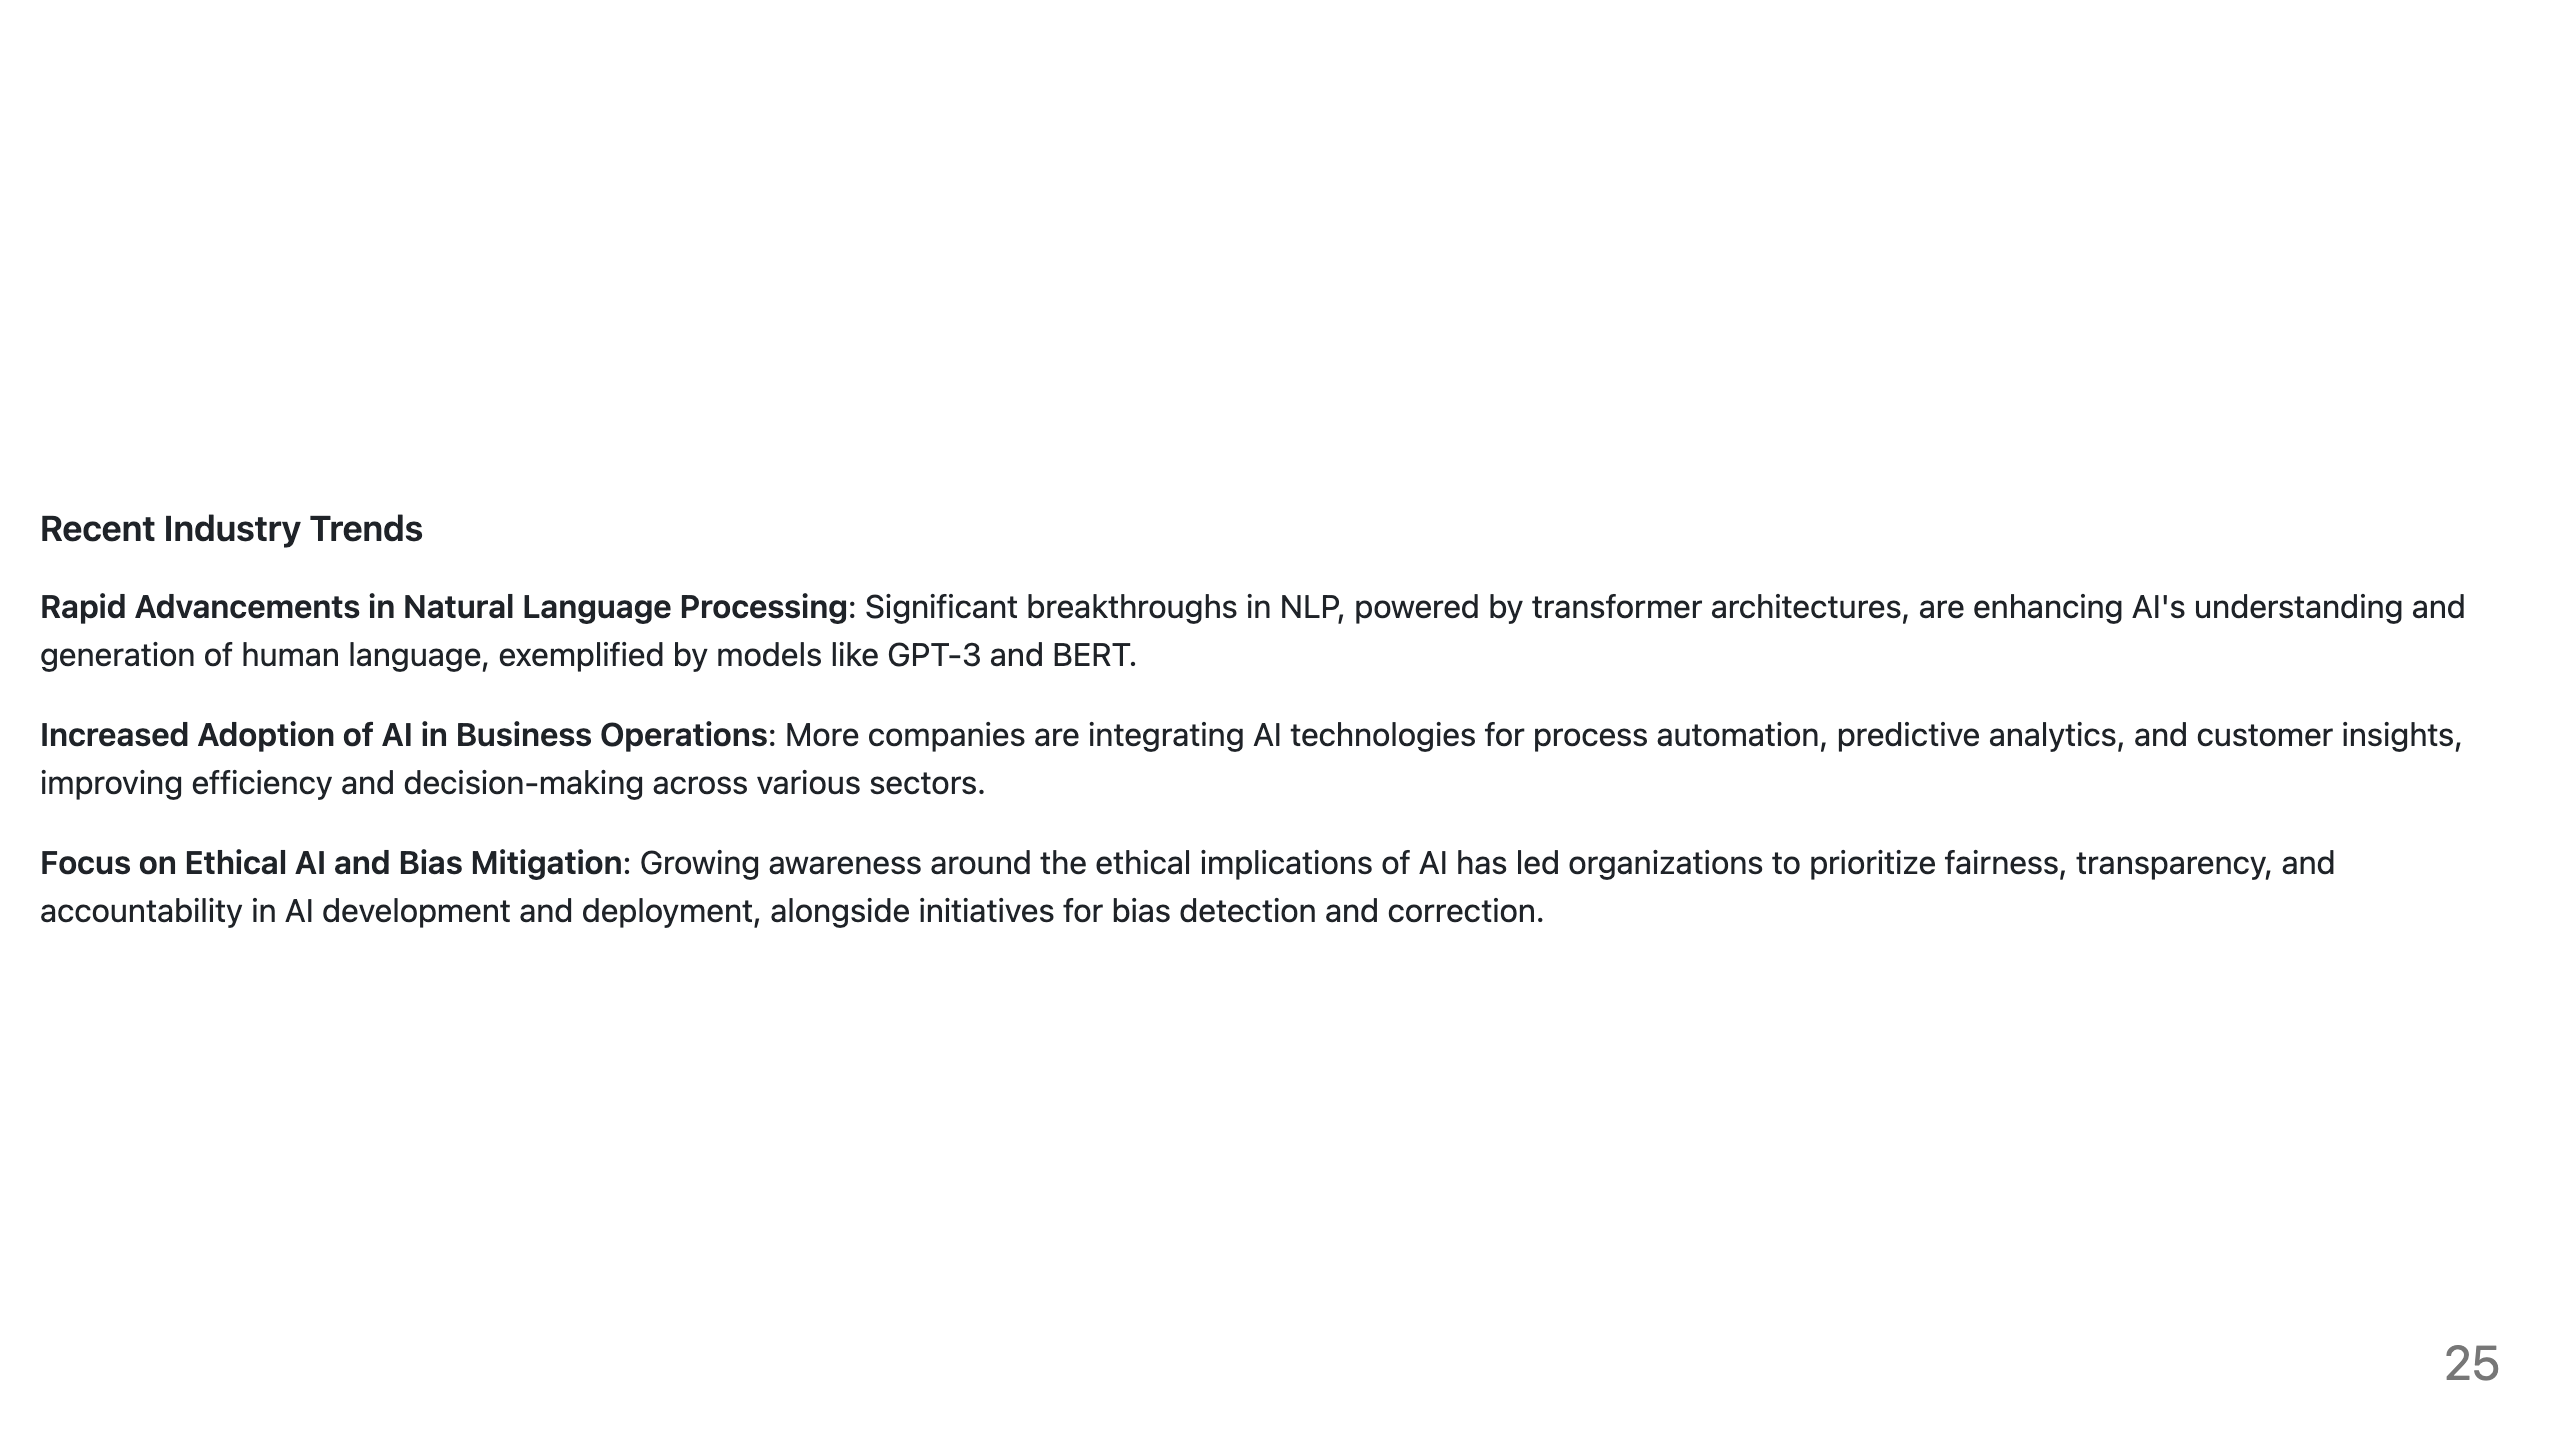 Recent Industry Trends
Rapid Advancements in Natural Language Processing: Significant breakthroughs in NLP, powered by transformer architectures, are enhancing AI's understanding and
generation of human language, exemplified by models like GPT-3 and BERT.
Increased Adoption of AI in Business Operations: More companies are integrating AI technologies for process automation, predictive analytics, and customer insights,
improving efficiency and decision-making across various sectors.
Focus on Ethical AI and Bias Mitigation: Growing awareness around the ethical implications of AI has led organizations to prioritize fairness, transparency, and
accountability in AI development and deployment, alongside initiatives for bias detection and correction.
25